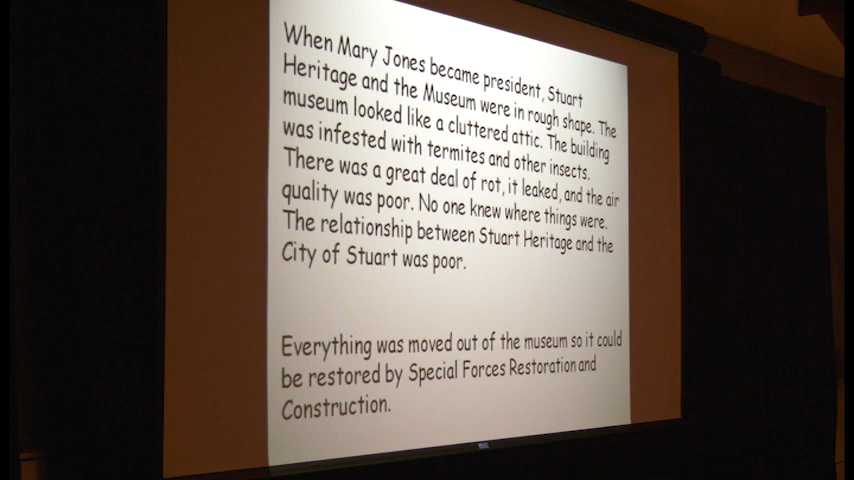 When Mary Jones became president, Stuart
Heritage and the Museum were in rough shape. The
museum looked like a cluttered attic. The building
was infested with termites and other insects.
There was a great deal of rot, it leaked, and the air
quality was poor. No one knew where things were.
The relationship between Stuart Heritage and the
City of Stuart was poor.
Everything was moved out of the museum so it could
be restored by Special Forces Restoration and
Construction.